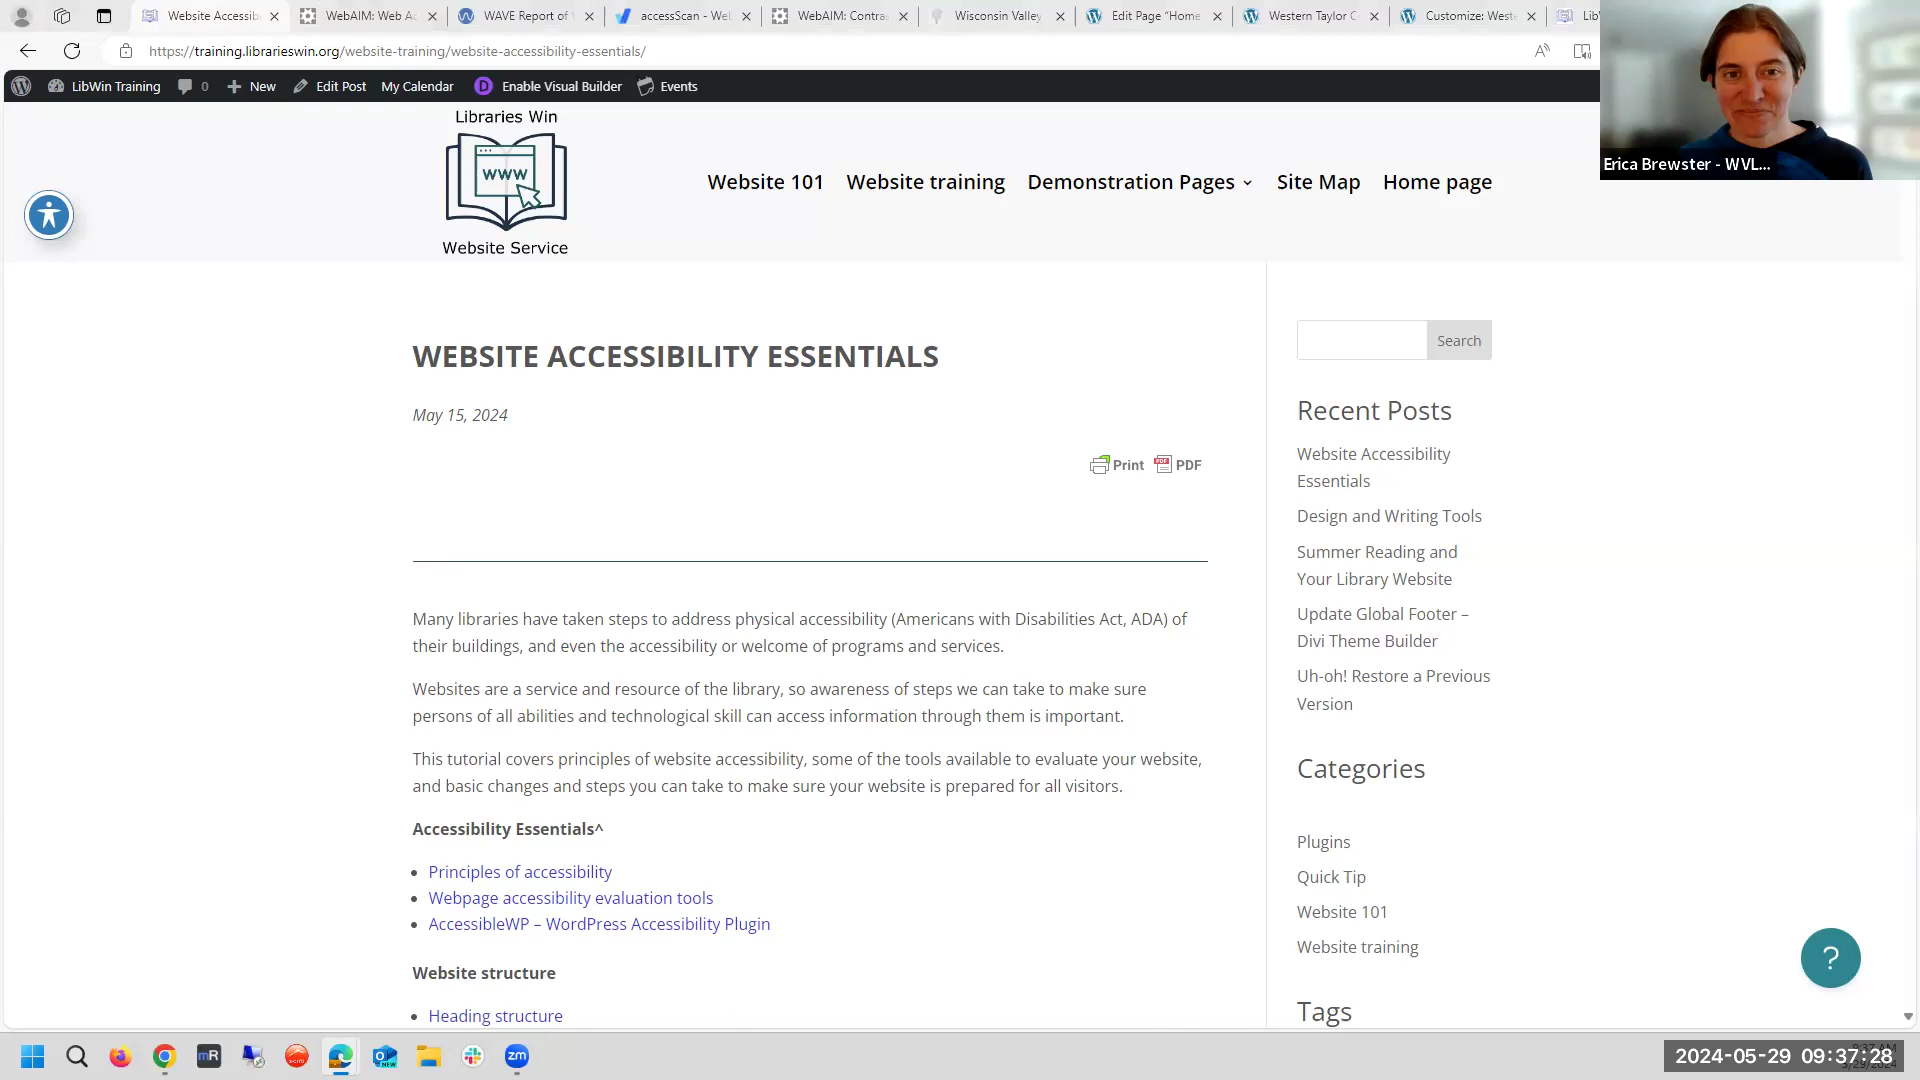 Website Accessib
WebAIM: Web Ac
WAVE Report of
accessScan - We
WebAIM: Contra
Wisconsin Valley
Edit Page "Home
Western Taylor C
Customize: West
Lib
https://training.librarieswin.org/website-training/website-accessibility-essentials/
LibWin Training
0
New
Edit Post
My Calendar
D
Enable Visual Builder
Events
Erica Brewster - WVL...
Libraries Win
WWW
Website Service
Website 101
Website training
Demonstration Pages
Site Map
Home page
WEBSITE ACCESSIBILITY ESSENTIALS
May 15, 2024
Print
PDF
Many libraries have taken steps to address physical accessibility (Americans with Disabilities Act, ADA) of
their buildings, and even the accessibility or welcome of programs and services.
Websites are a service and resource of the library, so awareness of steps we can take to make sure
persons of all abilities and technological skill can access information through them is important.
This tutorial covers principles of website accessibility, some of the tools available to evaluate your website,
and basic changes and steps you can take to make sure your website is prepared for all visitors.
Accessibility Essentials^
Principles of accessibility
Webpage accessibility evaluation tools
AccessibleWP – WordPress Accessibility Plugin
Website structure
Heading structure
Search
Recent Posts
Website Accessibility
Essentials
Design and Writing Tools
Summer Reading and
Your Library Website
Update Global Footer –
Divi Theme Builder
Uh-oh! Restore a Previous
Version
Categories
Plugins
Quick Tip
Website 101
Website training
Tags
?
mR
zm
2024-05-29 09:37:28